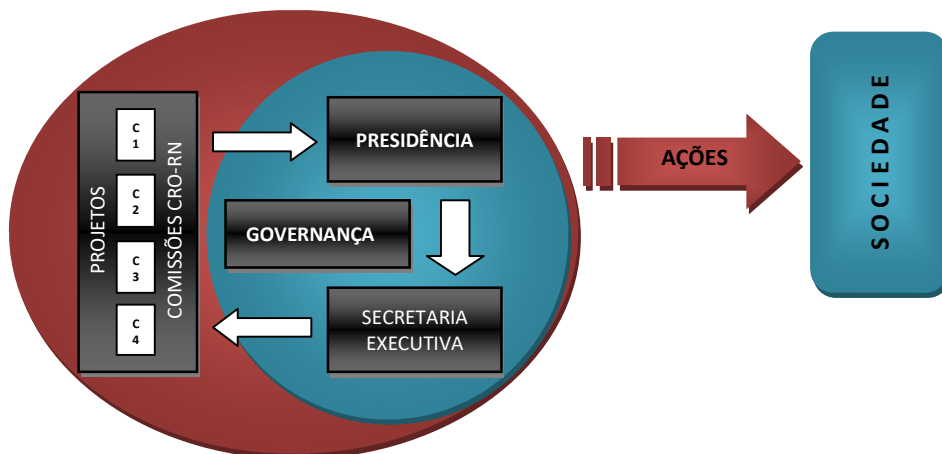 PROJETOS
C
1
C
2
C
3
C
4
COMISSÕES CRO-RN
PRESIDÊNCIA
GOVERNANÇA
SECRETARIA
EXECUTIVA
AÇÕES
SOCIEDADE